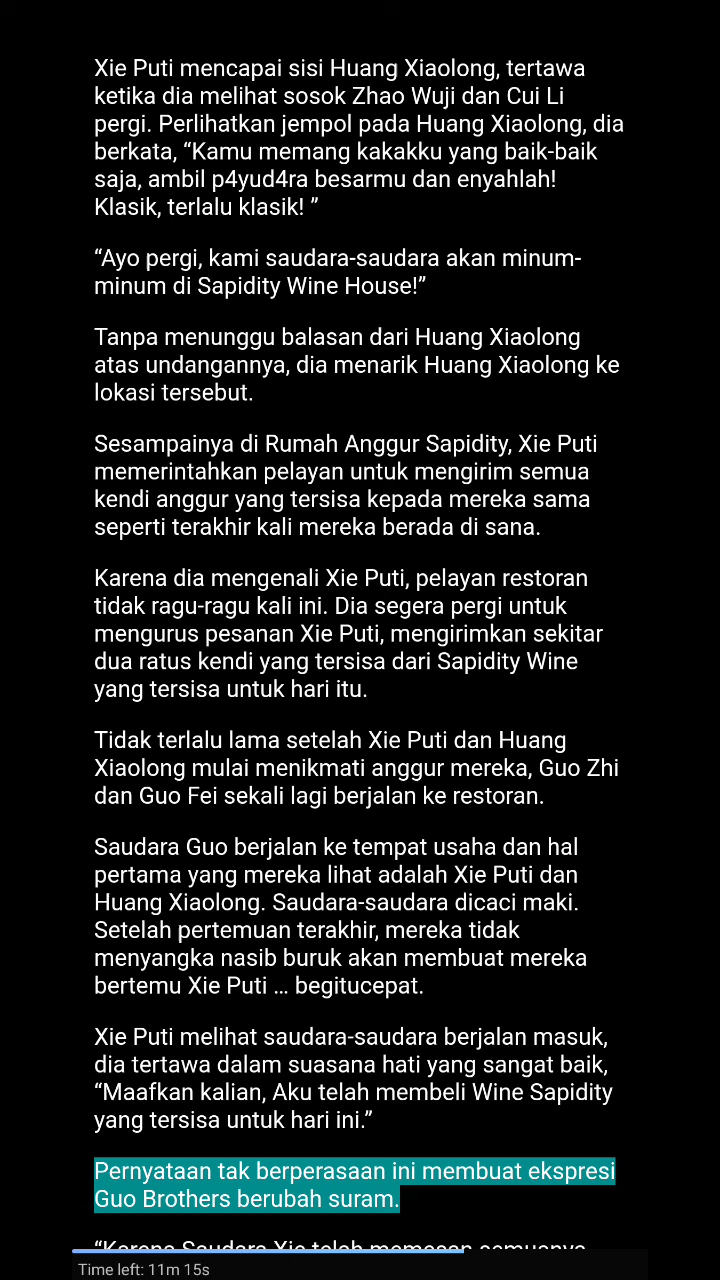 Xie Puti mencapai sisi Huang Xiaolong, tertawa
ketika dia melihat sosok Zhao Wuji dan Cui Li
pergi. Perlihatkan jempol pada Huang Xiaolong, dia
berkata, “Kamu memang kakakku yang baik-baik
saja, ambil p4yud4ra besarmu dan enyahlah!
Klasik, terlalu klasik! ”
“Ayo pergi, kami saudara-saudara akan minum-
minum di Sapidity Wine House!”
Tanpa menunggu balasan dari Huang Xiaolong
atas undangannya, dia menarik Huang Xiaolong ke
lokasi tersebut.
Sesampainya di Rumah Anggur Sapidity, Xie Puti
memerintahkan pelayan untuk mengirim semua
kendi anggur yang tersisa kepada mereka sama
seperti terakhir kali mereka berada di sana.
Karena dia mengenali Xie Puti, pelayan restoran
tidak ragu-ragu kali ini. Dia segera pergi untuk
mengurus pesanan Xie Puti, mengirimkan sekitar
dua ratus kendi yang tersisa dari Sapidity Wine
yang tersisa untuk hari itu.
Tidak terlalu lama setelah Xie Puti dan Huang
Xiaolong mulai menikmati anggur mereka, Guo Zhi
dan Guo Fei sekali lagi berjalan ke restoran.
Saudara Guo berjalan ke tempat usaha dan hal
pertama yang mereka lihat adalah Xie Puti dan
Huang Xiaolong. Saudara-saudara dicaci maki.
Setelah pertemuan terakhir, mereka tidak
menyangka nasib buruk akan membuat mereka
bertemu Xie Puti … begitucepat.
Xie Puti melihat saudara-saudara berjalan masuk,
dia tertawa dalam suasana hati yang sangat baik,
“Maafkan kalian, Aku telah membeli Wine Sapidity
yang tersisa untuk hari ini.”
Pernyataan tak berperasaan ini membuat ekspresi
Guo Brothers berubah suram.
“Karena Saudara Xie telah memesan semuanya,
Time left: 11m 15s